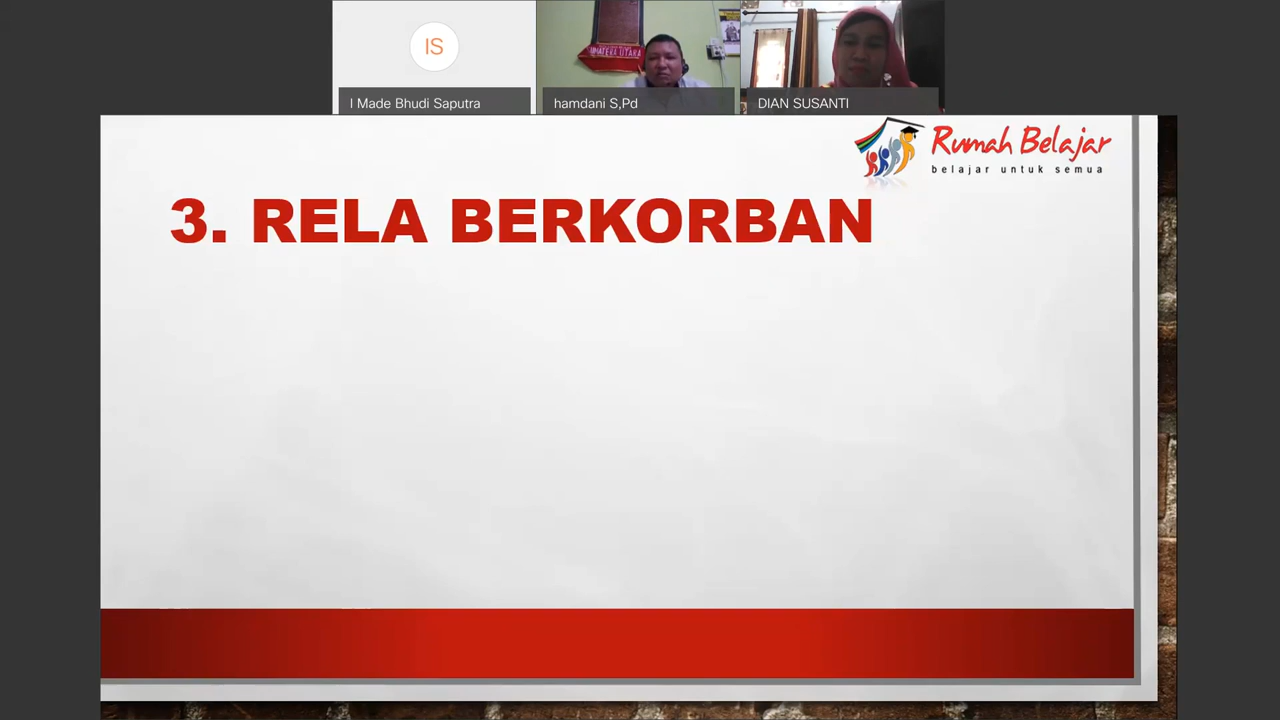 IS
I Made Bhudi Saputra
hamdani S,Pd
DIAN SUSANTI
Rumah Belajar
belajar untuk semua
3. RELA BERKORBAN